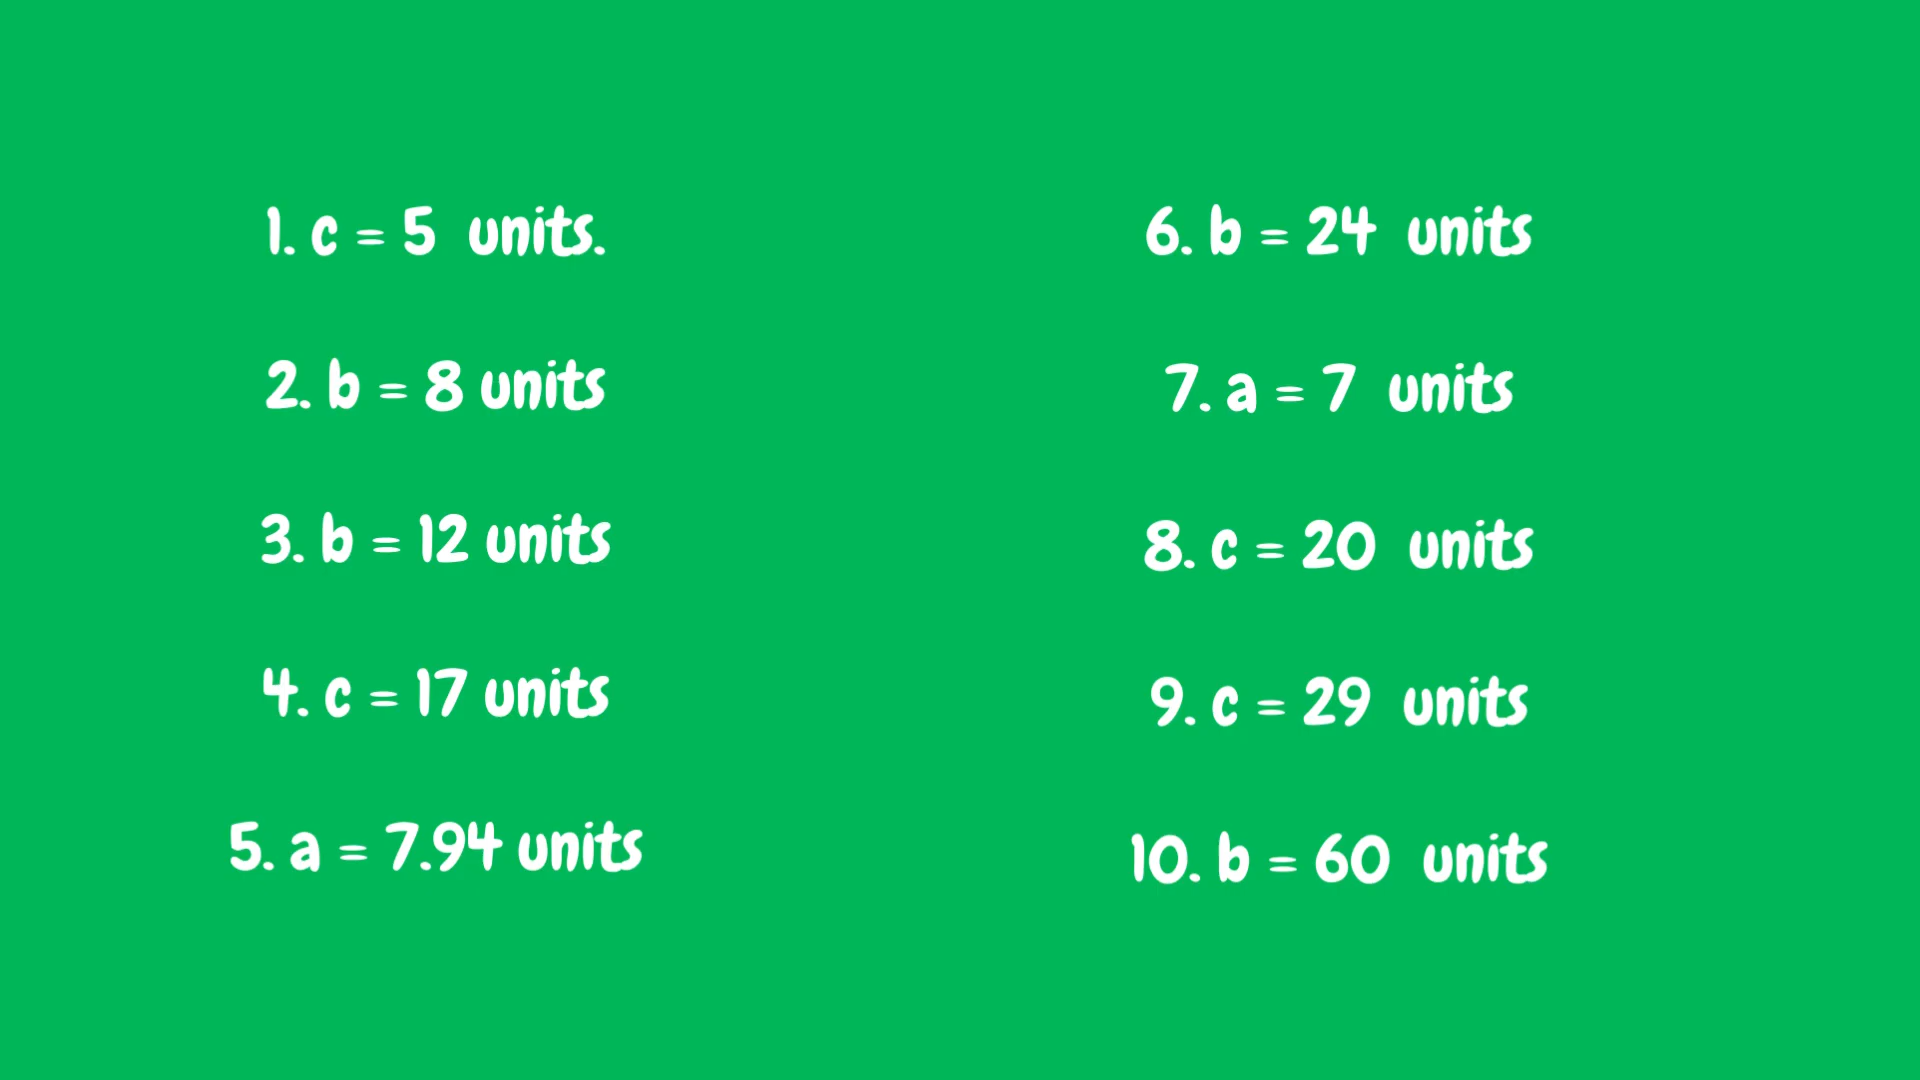 1. c = 5 units.
2. b = 8 units
3. b = 12 units
4. c = 17 units
5. a = 7.94 units
6. b = 24 units
7. a = 7 units
8. c = 20 units
9. c = 29 units
10. b = 60 units